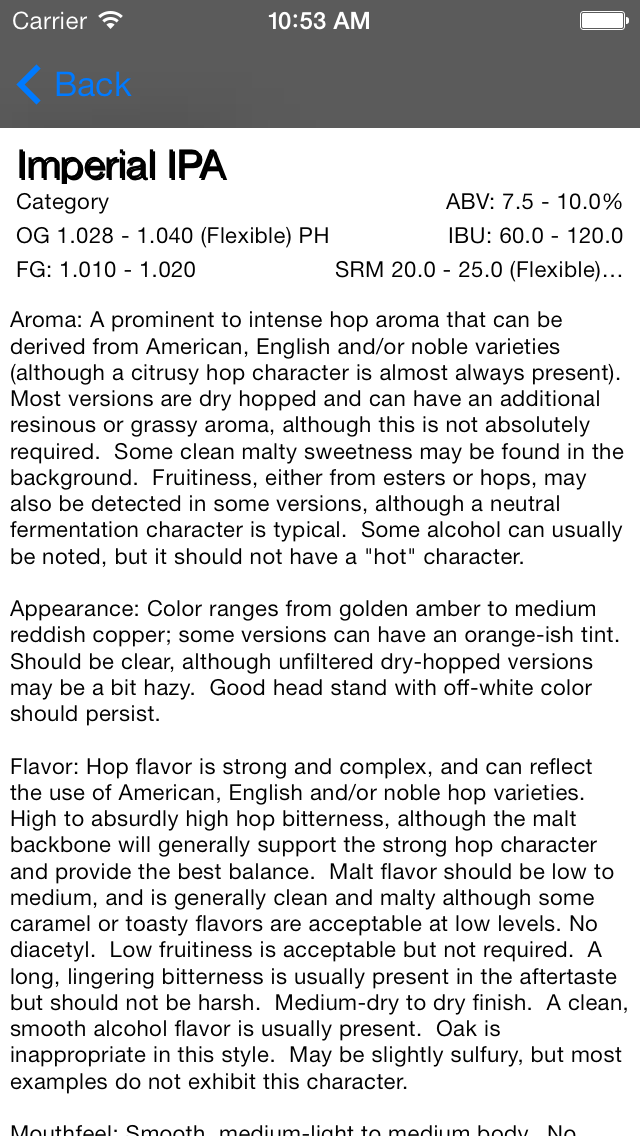 Carrier 10:53 AM
Back
Imperial IPA
Category ABV: 7.5 - 10.0%
OG 1.028 - 1.040 (Flexible) PH IBU: 60.0 - 120.0
FG: 1.010 - 1.020 SRM 20.0 - 25.0 (Flexible)…
Aroma: A prominent to intense hop aroma that can be
derived from American, English and/or noble varieties
(although a citrusy hop character is almost always present).
Most versions are dry hopped and can have an additional
resinous or grassy aroma, although this is not absolutely
required.  Some clean malty sweetness may be found in the
background.  Fruitiness, either from esters or hops, may
also be detected in some versions, although a neutral
fermentation character is typical.  Some alcohol can usually
be noted, but it should not have a "hot" character.
Appearance: Color ranges from golden amber to medium
reddish copper; some versions can have an orange-ish tint.
Should be clear, although unfiltered dry-hopped versions
may be a bit hazy.  Good head stand with off-white color
should persist.
Flavor: Hop flavor is strong and complex, and can reflect
the use of American, English and/or noble hop varieties.
High to absurdly high hop bitterness, although the malt
backbone will generally support the strong hop character
and provide the best balance.  Malt flavor should be low to
medium, and is generally clean and malty although some
caramel or toasty flavors are acceptable at low levels. No
diacetyl.  Low fruitiness is acceptable but not required.  A
long, lingering bitterness is usually present in the aftertaste
but should not be harsh.  Medium-dry to dry finish.  A clean,
smooth alcohol flavor is usually present.  Oak is
inappropriate in this style.  May be slightly sulfury, but most
examples do not exhibit this character.
Mouthfeel: Smooth, medium-light to medium body.  No